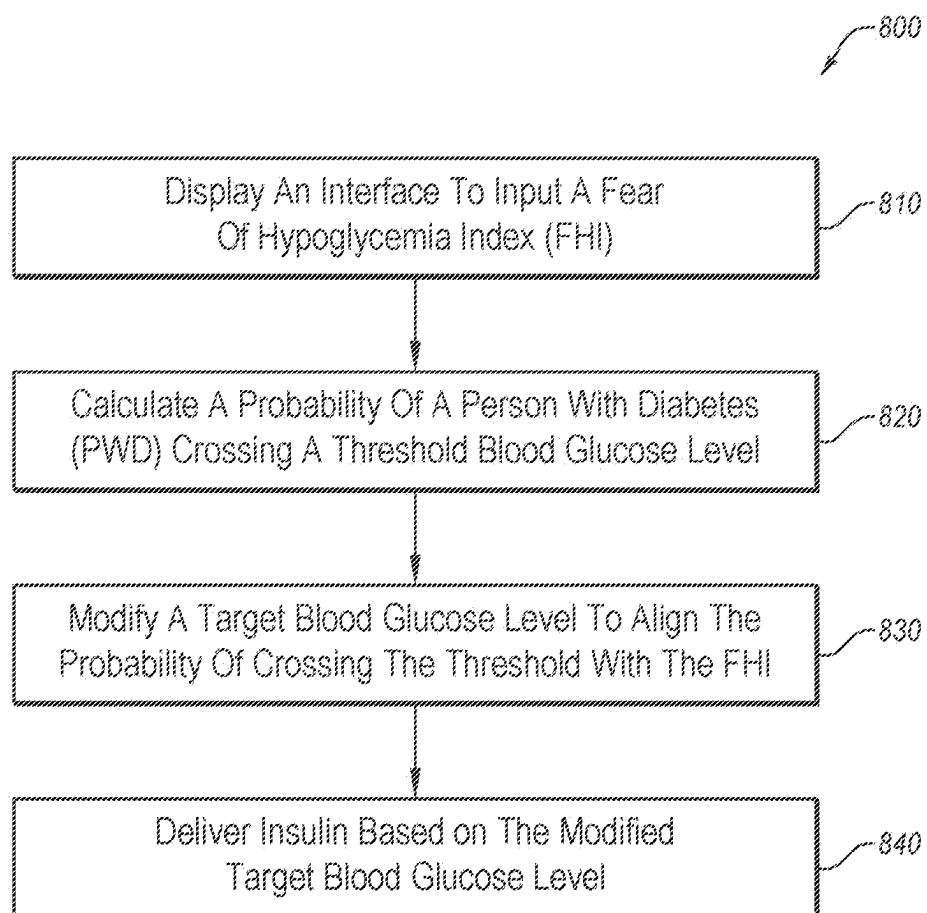 800
Display An Interface To Input A Fear
Of Hypoglycemia Index (FHI)
810
Calculate A Probability Of A Person With Diabetes
(PWD) Crossing A Threshold Blood Glucose Level
820
Modify A Target Blood Glucose Level To Align The
Probability Of Crossing The Threshold With The FHI
830
Deliver Insulin Based on The Modified
Target Blood Glucose Level
840